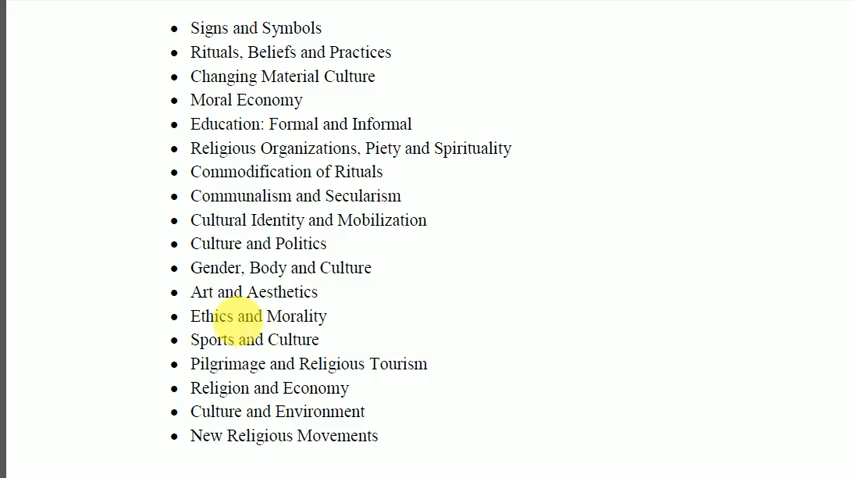 • Signs and Symbols
• Rituals, Beliefs and Practices
• Changing Material Culture
• Moral Economy
• Education: Formal and Informal
• Religious Organizations, Piety and Spirituality
• Commodification of Rituals
• Communalism and Secularism
• Cultural Identity and Mobilization
• Culture and Politics
• Gender, Body and Culture
• Art and Aesthetics
• Ethics and Morality
• Sports and Culture
• Pilgrimage and Religious Tourism
• Religion and Economy
• Culture and Environment
• New Religious Movements